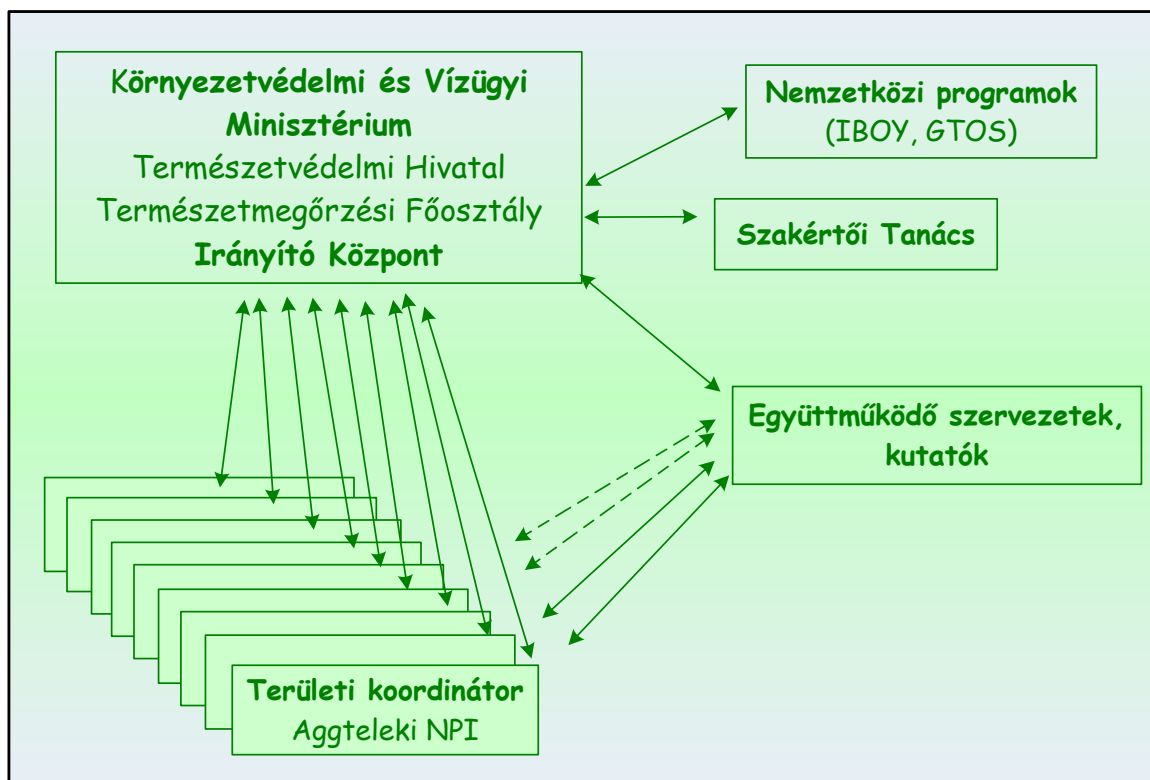 Környezetvédelmi és Vízügyi
Minisztérium
Természetvédelmi Hivatal
Természetmegőrzési Főosztály
Irányító Központ
Nemzetközi programok
(IBOY, GTOS)
Szakértői Tanács
Együttműködő szervezetek,
kutatók
Területi koordinátor
Aggteleki NPI